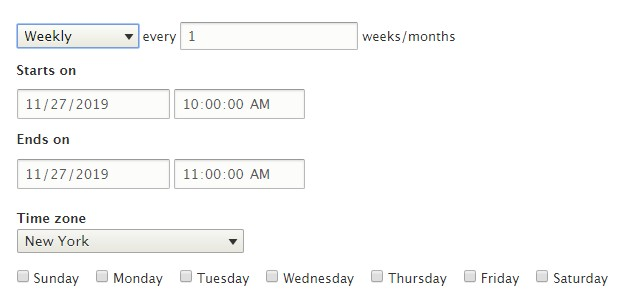 Weekly every 1 weeks/months
Starts on
11/27/2019 10:00:00 AM
Ends on
11/27/2019 11:00:00 AM
Time zone
New York
Sunday Monday Tuesday Wednesday Thursday Friday Saturday